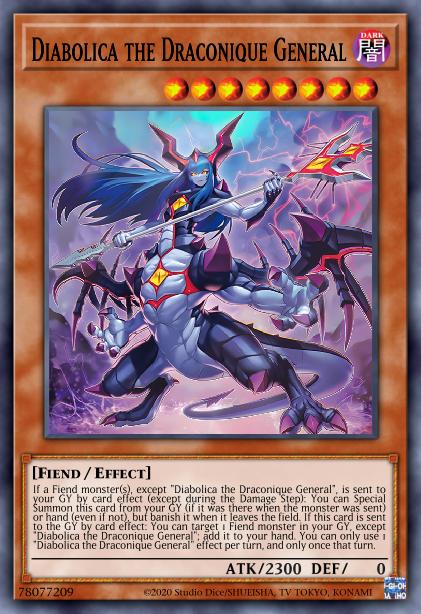 DIABOLICA THE DRACONIQUE GENERAL
DARK
闇
[FIEND / EFFECT]
If a Fiend monster(s), except "Diabolica the Draconique General", is sent to
your GY by card effect (except during the Damage Step): You can Special
Summon this card from your GY (if it was there when the monster was sent)
or hand (even if not), but banish it when it leaves the field. If this card is sent
to the GY by card effect: You can target 1 Fiend monster in your GY, except
"Diabolica the Draconique General"; add it to your hand. You can only use 1
"Diabolica the Draconique General" effect per turn, and only once that turn.
ATK/2300 DEF/ 0
78077209
©2020 Studio Dice/SHUEISHA, TV TOKYO, KONAMI